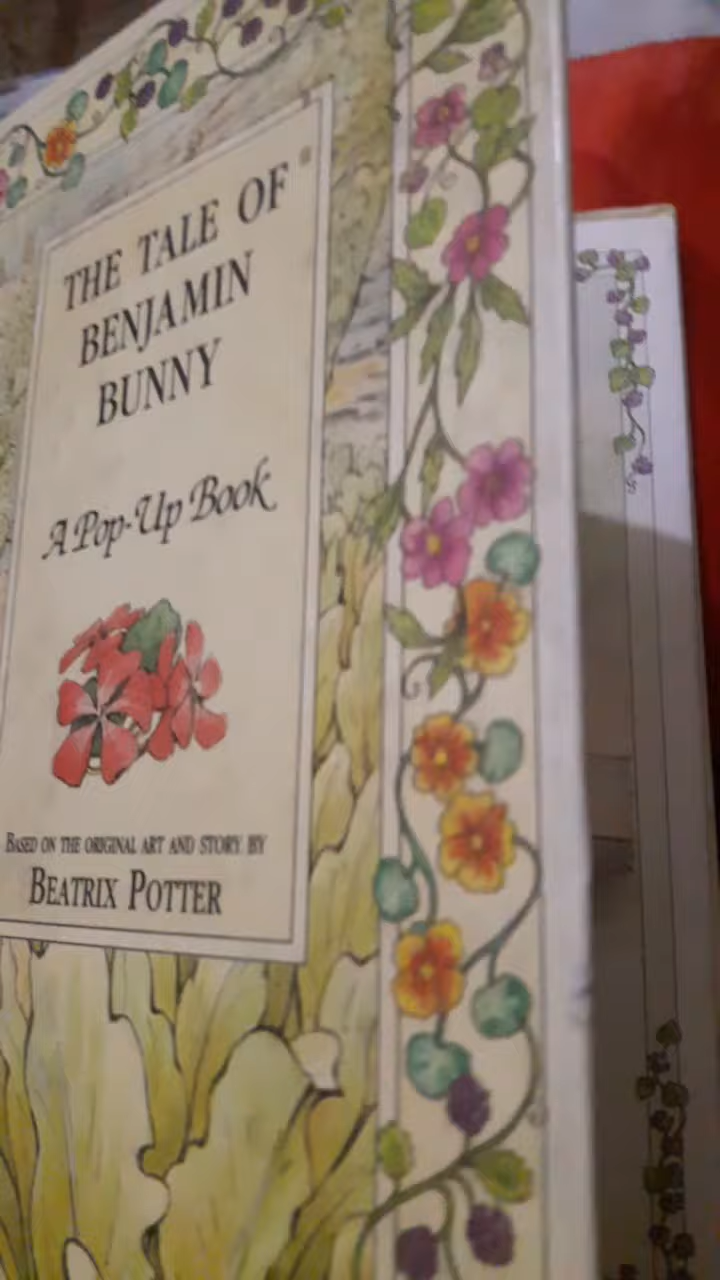 THE TALE OF
BENJAMIN
BUNNY
A Pop-Up Book
BASED ON THE ORIGINAL ART AND STORY BY
BEATRIX POTTER